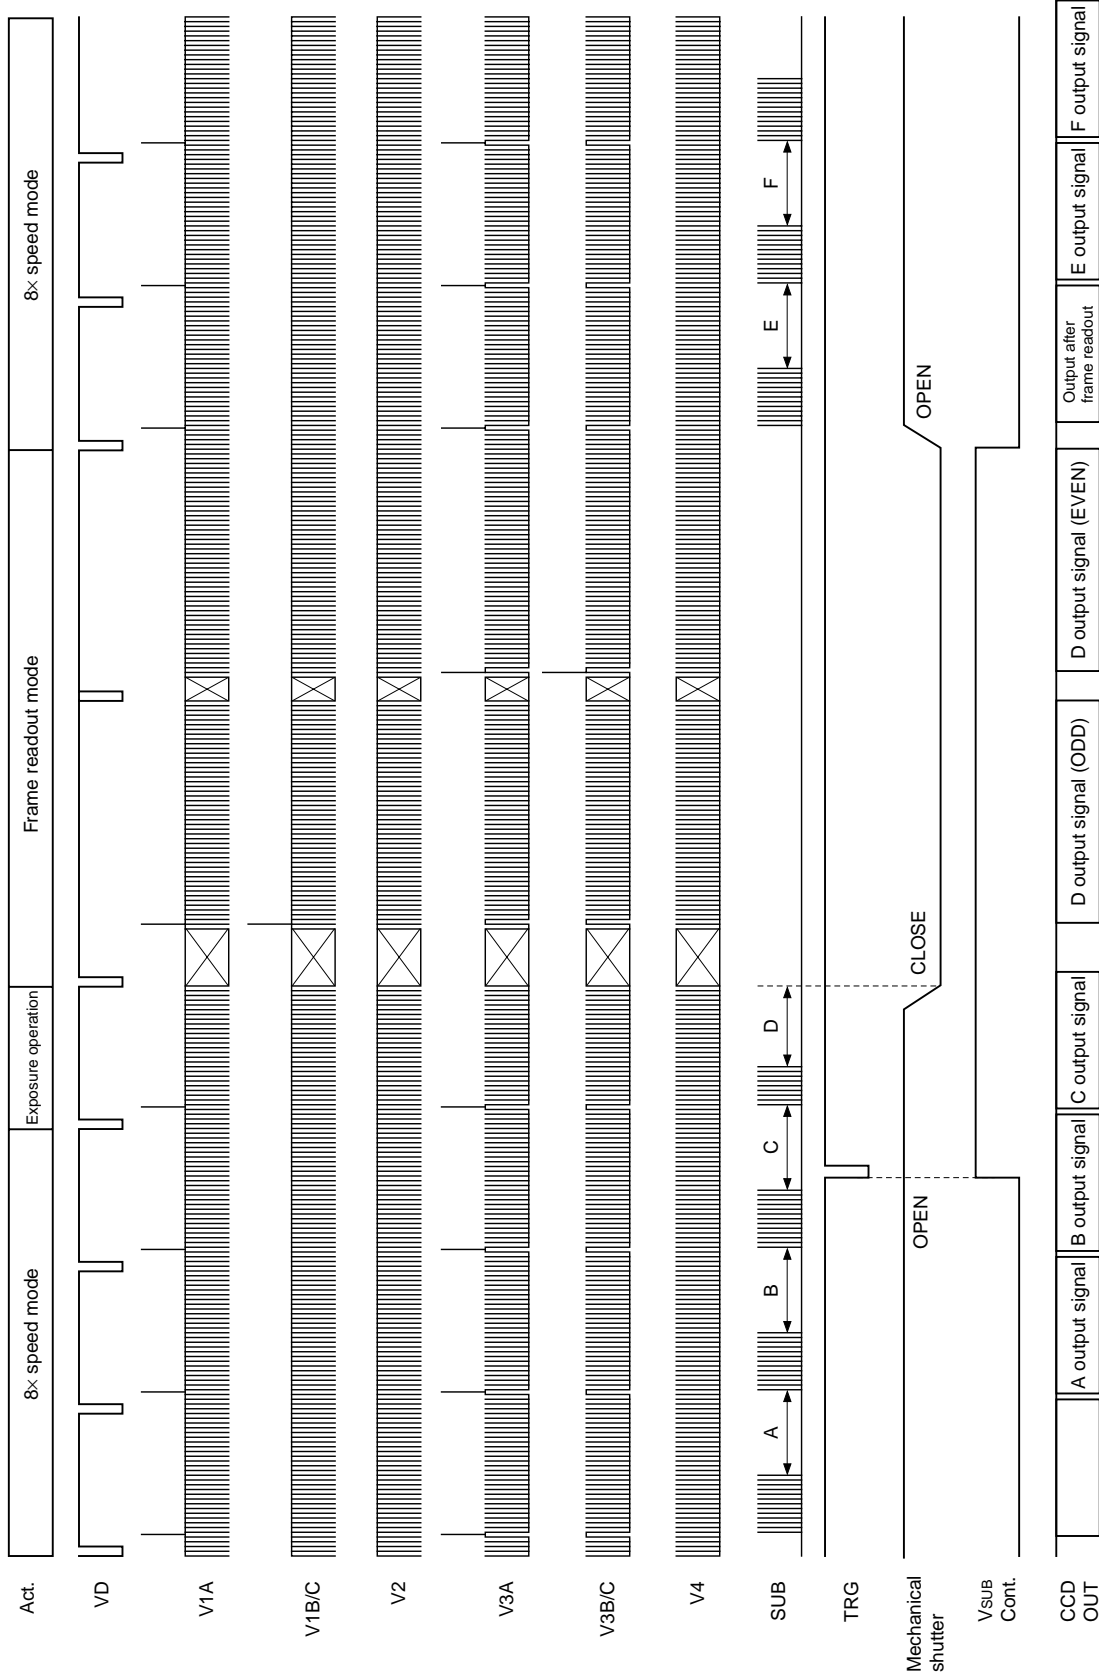 Act.
8× speed mode
Exposure operation
Frame readout mode
8× speed mode
VD
V1A
V1B/C
V2
V3A
V3B/C
V4
SUB
A
B
C
D
E
F
TRG
Mechanical
shutter
OPEN
CLOSE
OPEN
VSUB
Cont.
CCD
OUT
A output signal
B output signal
C output signal
D output signal (ODD)
D output signal (EVEN)
Output after
frame readout
E output signal
F output signal